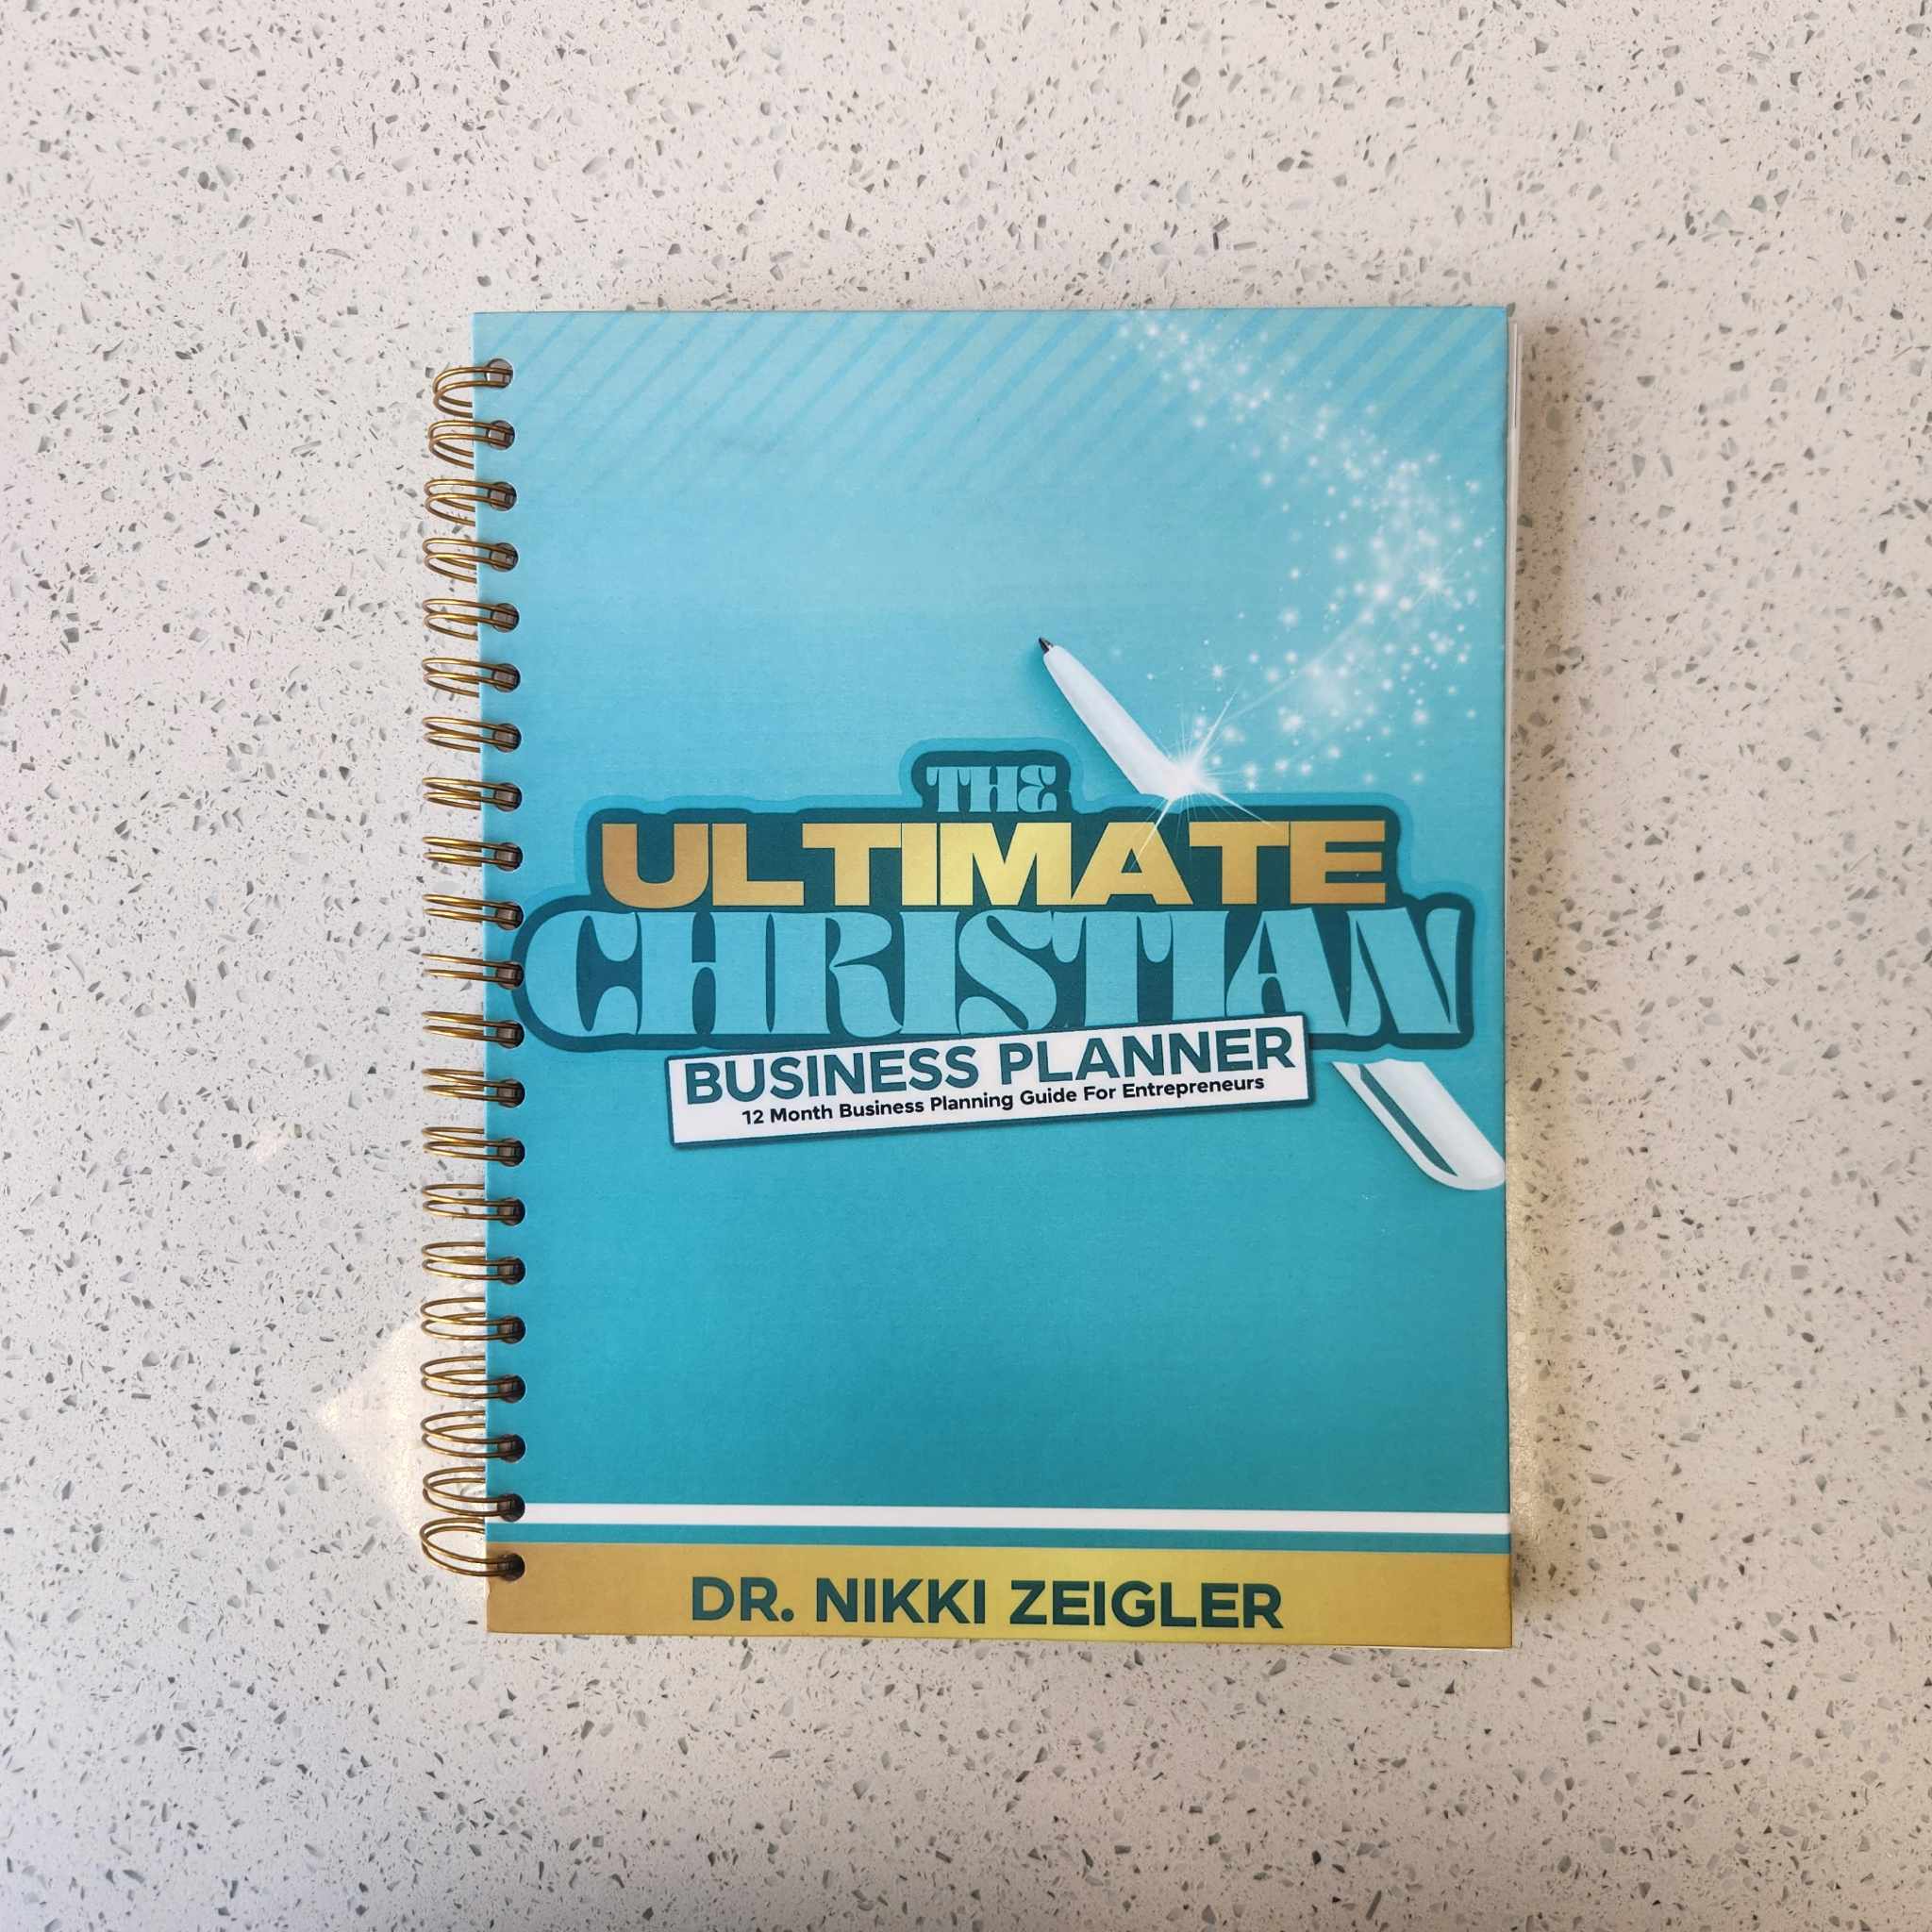 THE
ULTIMATE
CHRISTIAN
BUSINESS PLANNER
12 Month Business Planning Guide For Entrepreneurs
DR. NIKKI ZEIGLER